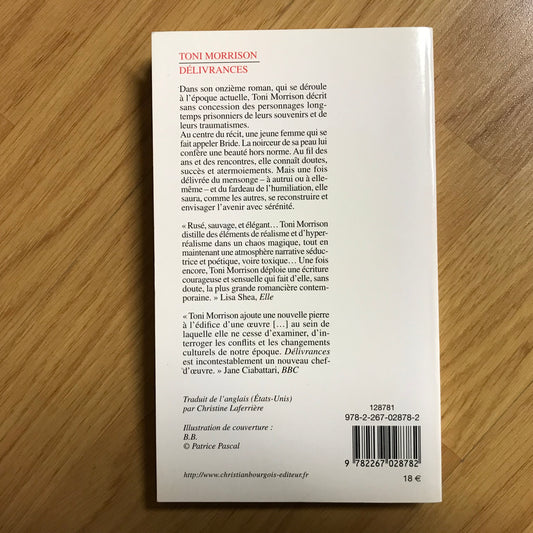 TONI MORRISON
DÉLIVRANCES
Dans son onzième roman, qui se déroule
à l'époque actuelle, Toni Morrison décrit
sans concession des personnages long-
temps prisonniers de leurs souvenirs et de
leurs traumatismes.
Au centre du récit, une jeune femme qui se
fait appeler Bride. La noirceur de sa peau lui
confère une beauté hors norme. Au fil des
ans et des rencontres, elle connaît doutes,
succès et atermoiements. Mais une fois
délivrée du mensonge – à autrui ou à elle-
même – et du fardeau de l'humiliation, elle
saura, comme les autres, se reconstruire et
envisager l'avenir avec sérénité.
« Rusé, sauvage, et élégant… Toni Morrison
distille des éléments de réalisme et d'hyper-
réalisme dans un chaos magique, tout en
maintenant une atmosphère narrative séduc-
trice et poétique, voire toxique… Une fois
encore, Toni Morrison déploie une écriture
courageuse et sensuelle qui fait d'elle, sans
doute, la plus grande romancière contempo-
raine. » Lisa Shea, Elle
« Toni Morrison ajoute une nouvelle pierre
à l'édifice d'une œuvre […] au sein de
laquelle elle ne cesse d'examiner, d'in-
terroger les conflits et les changements
culturels de notre époque. Délivrances
est incontestablement un nouveau chef-
d'œuvre. » Jane Ciabattari, BBC
Traduit de l'anglais (États-Unis)
par Christine Laferrière
Illustration de couverture :
B.B.
© Patrice Pascal
http://www.christianbourgois-editeur.fr
128781
978-2-267-02878-2
9 782267 028782
18 €